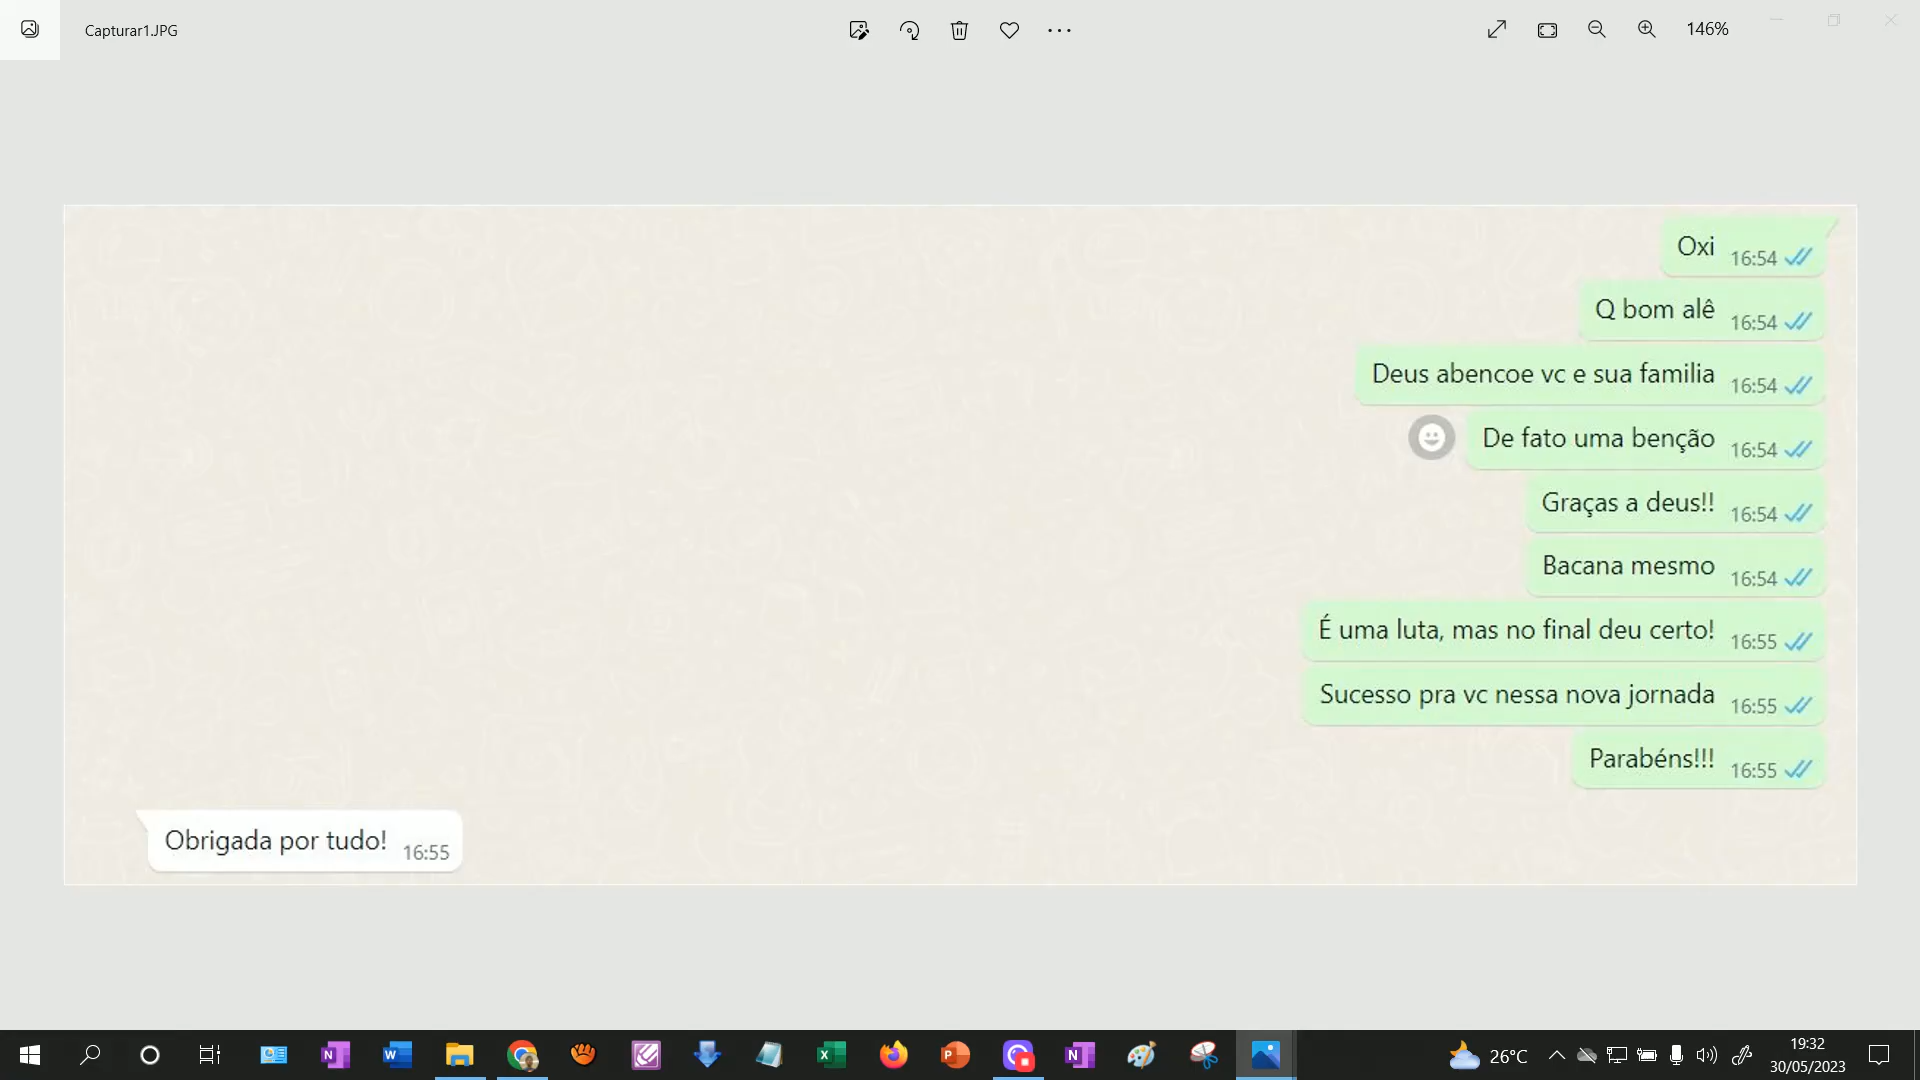 Capturar1.JPG
146%
Oxi 16:54
Q bom alê 16:54
Deus abencoe vc e sua familia 16:54
De fato uma benção 16:54
Graças a deus!! 16:54
Bacana mesmo 16:54
É uma luta, mas no final deu certo! 16:55
Sucesso pra vc nessa nova jornada 16:55
Parabéns!!! 16:55
Obrigada por tudo! 16:55
26°C
19:32
30/05/2023